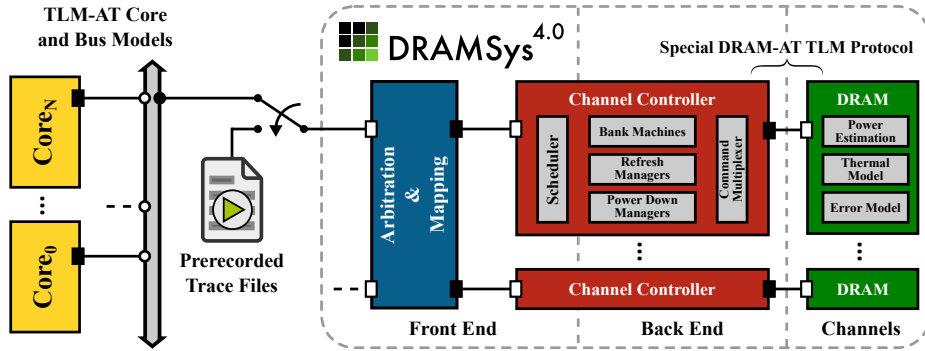 TLM-AT Core
and Bus Models
DRAMSys 4.0
Special DRAM-AT TLM Protocol
CoreN
...
Core0
Prerecorded
Trace Files
Arbitration
&
Mapping
Channel Controller
Scheduler
Bank Machines
Refresh
Managers
Power Down
Managers
Command
Multiplexer
...
Channel Controller
DRAM
Power
Estimation
Thermal
Model
Error Model
...
DRAM
Front End
Back End
Channels